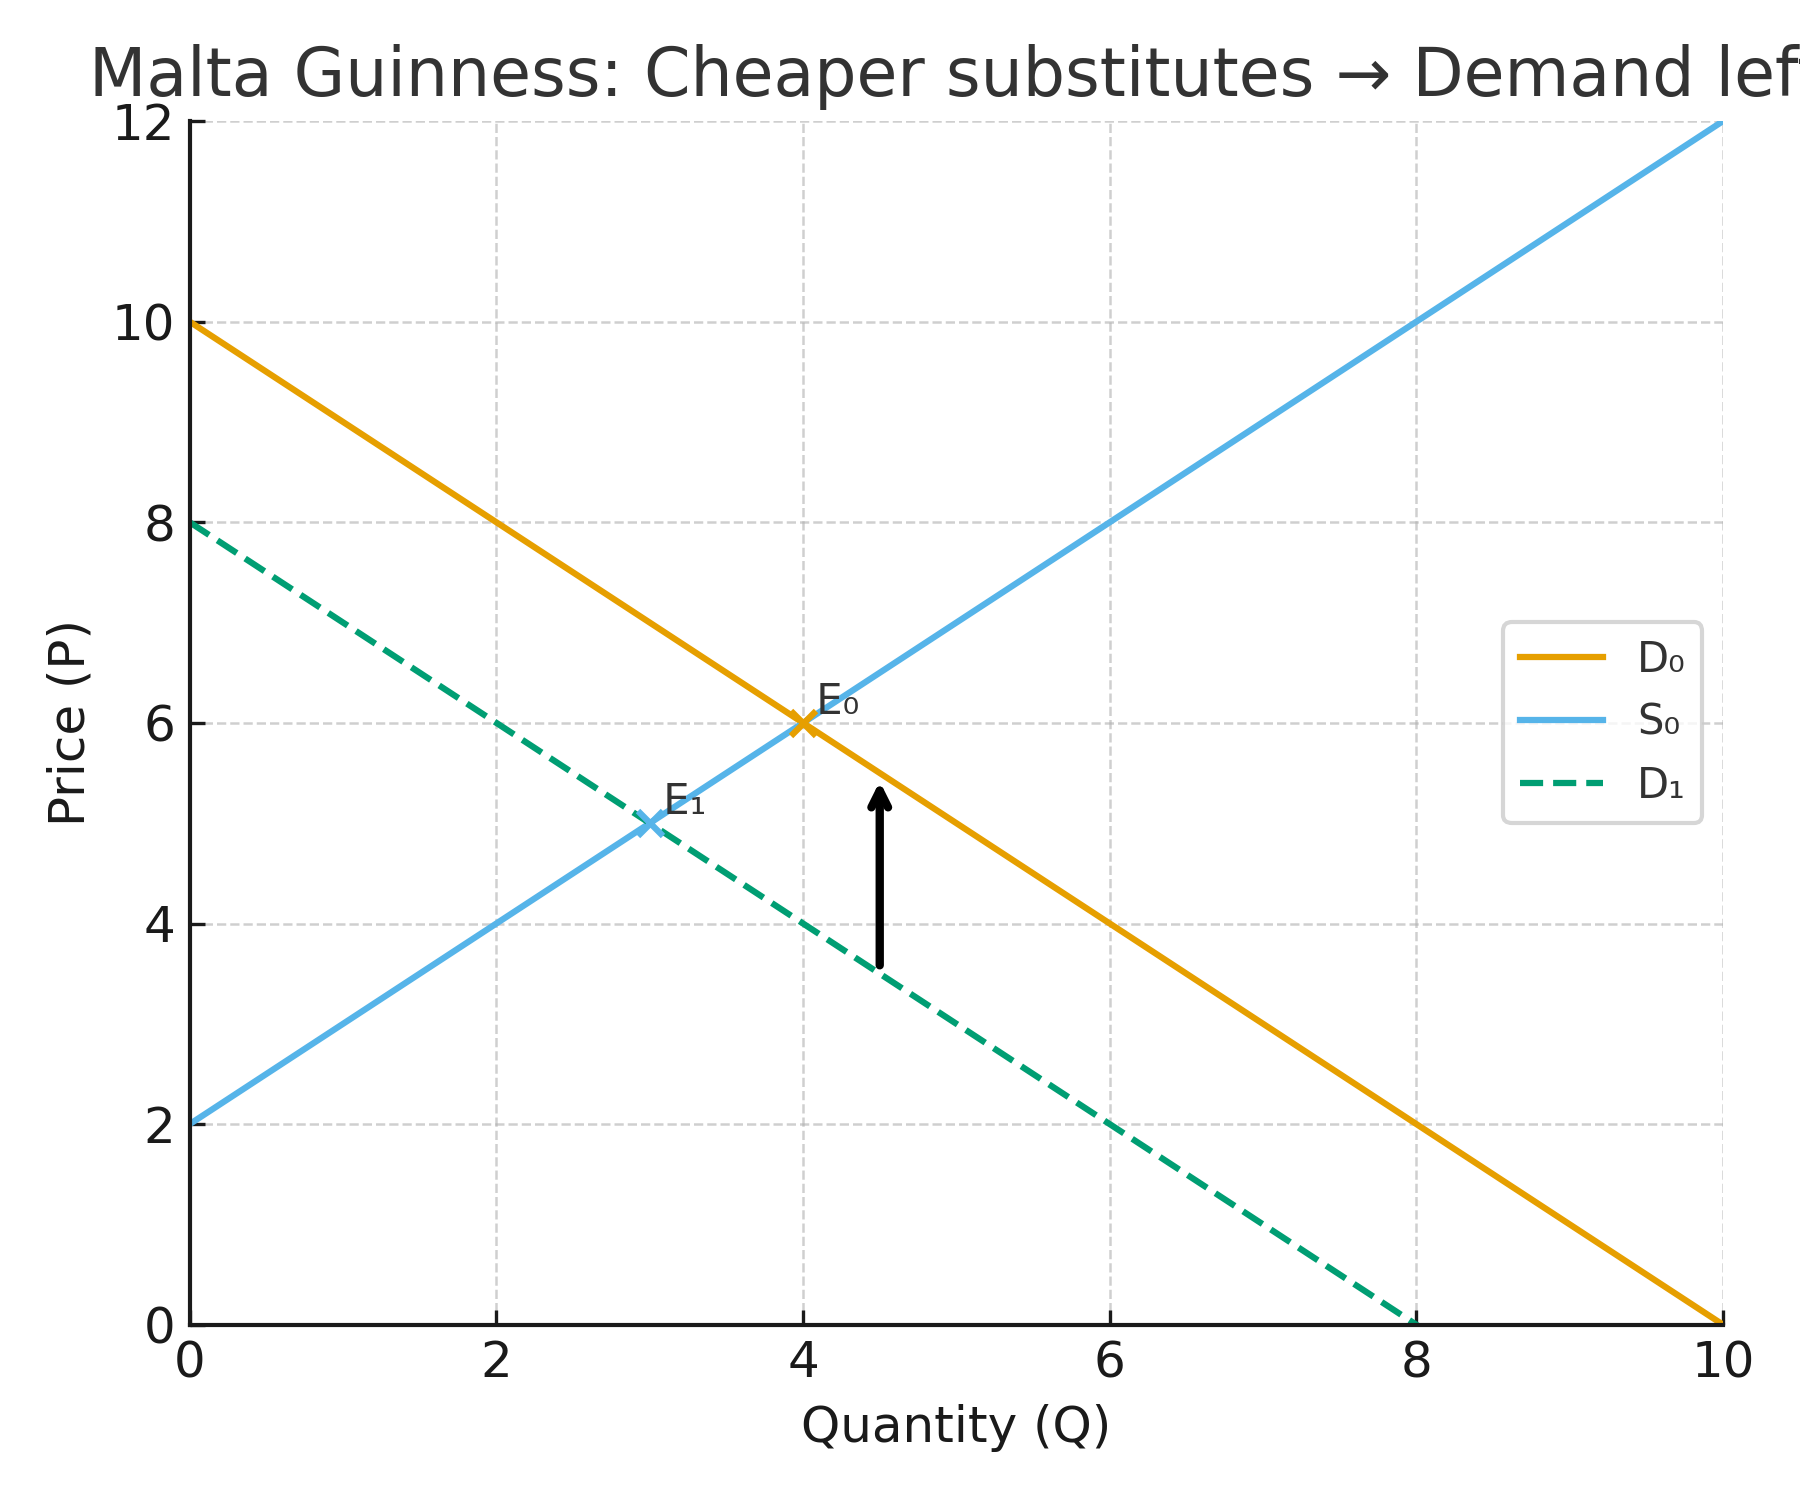 Malta Guinness: Cheaper substitutes → Demand lef
12
10
8
6
4
2
0
Price (P)
E₀
E₁
D₀
S₀
D₁
0 2 4 6 8 10
Quantity (Q)